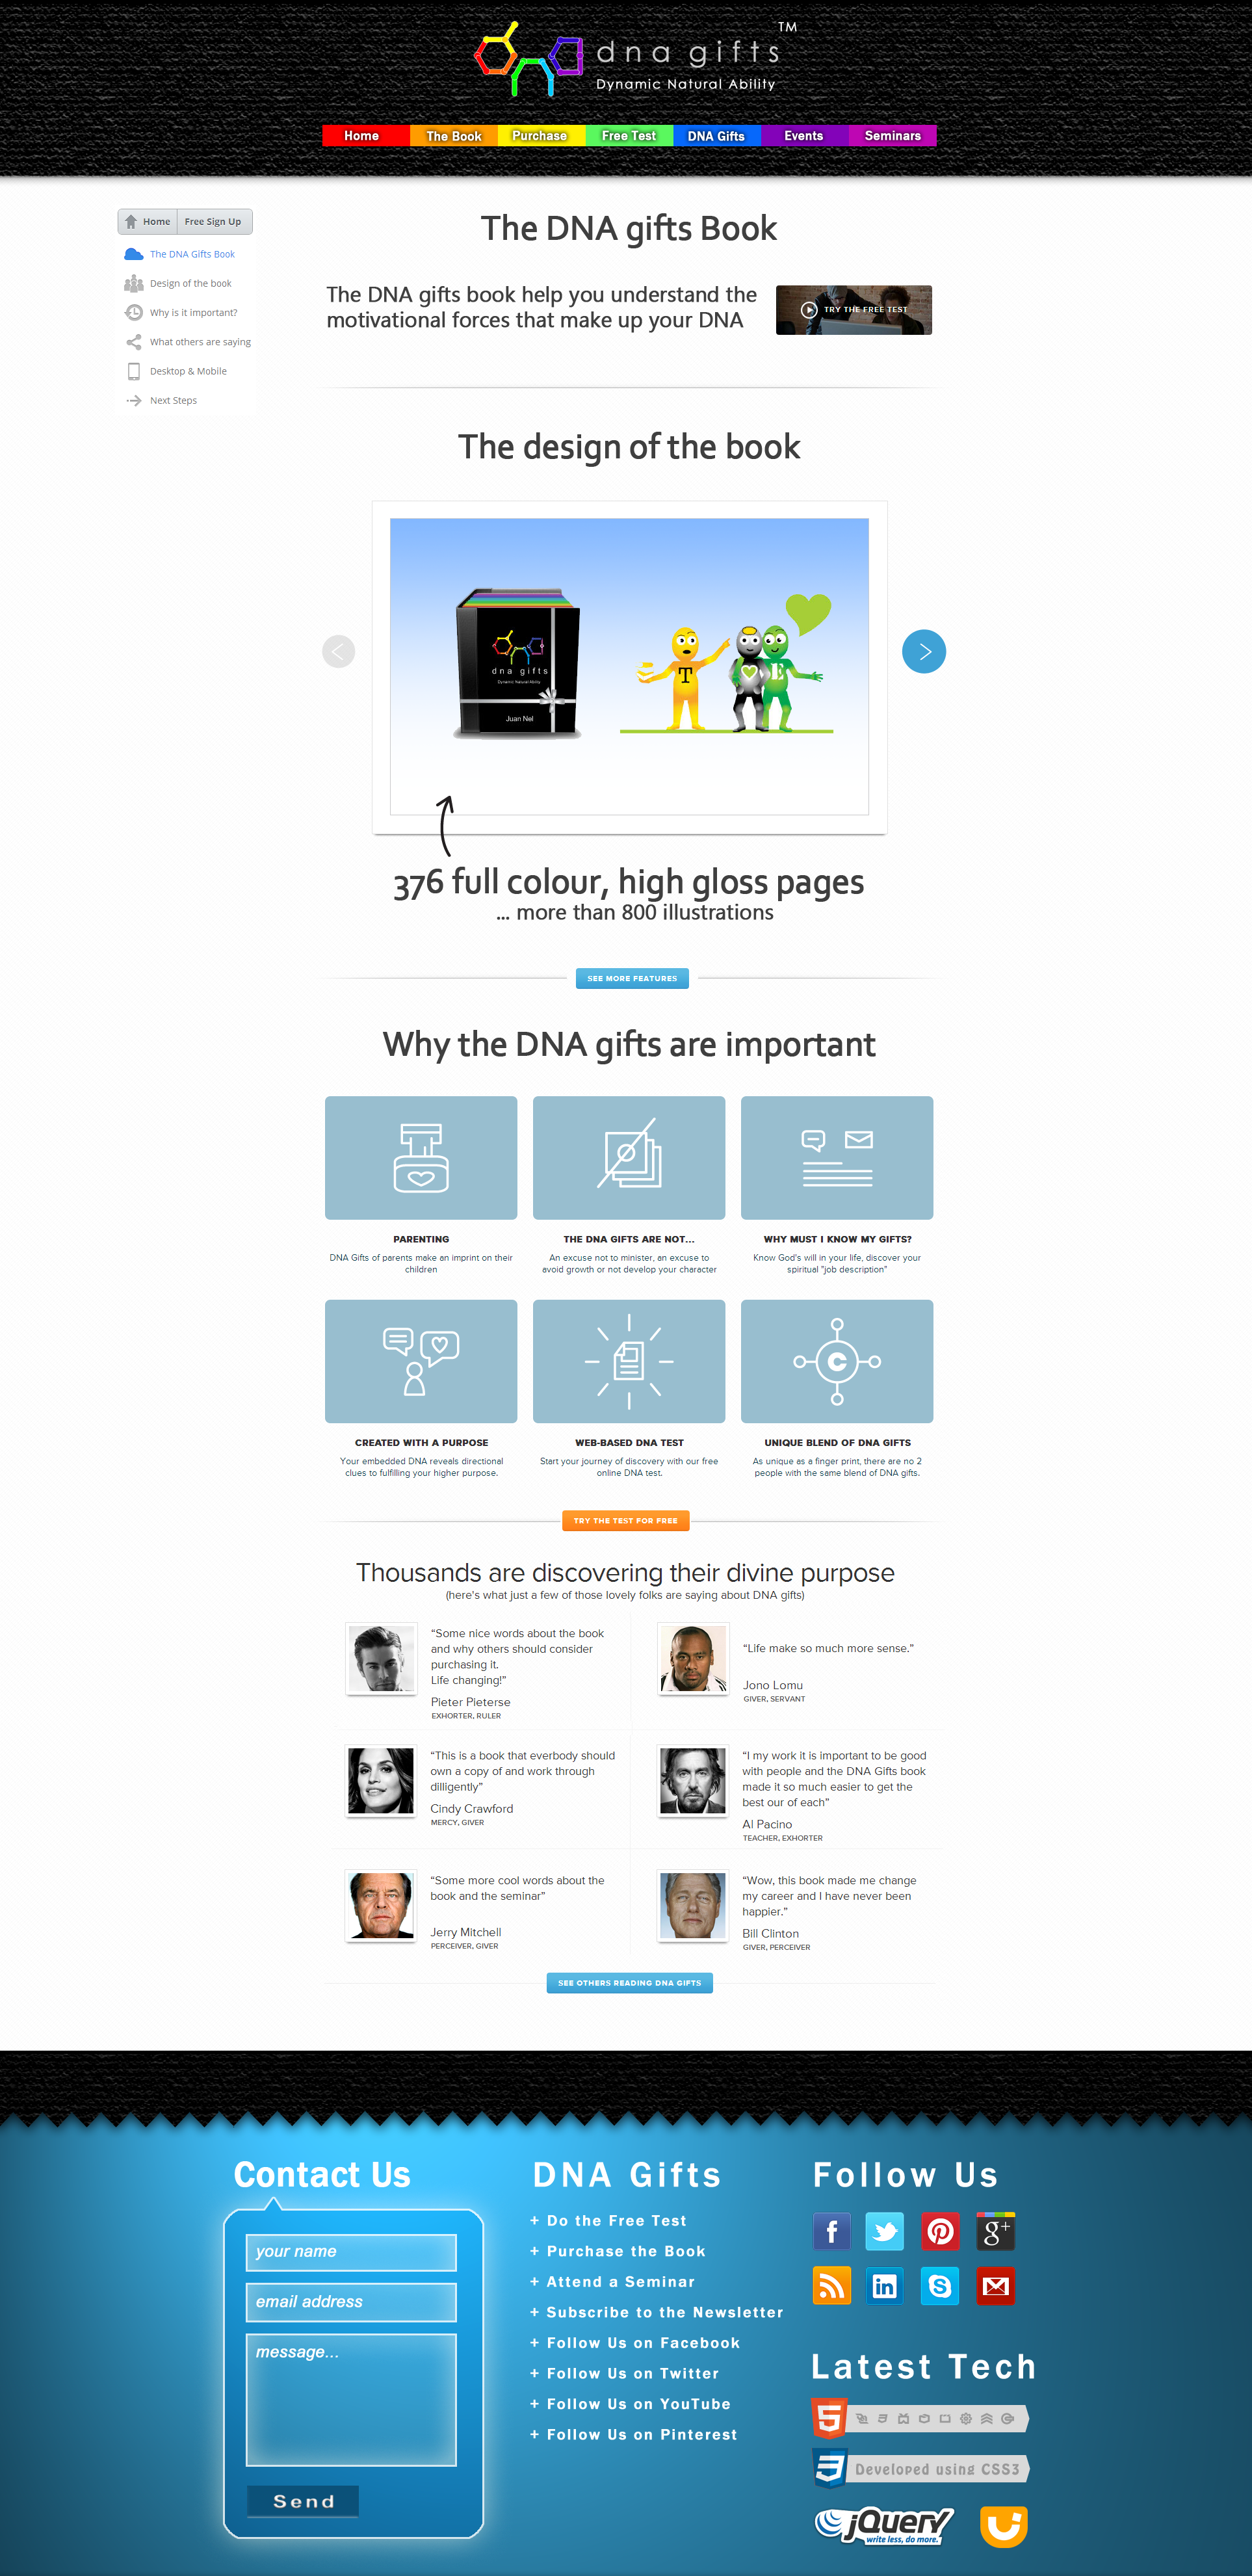 TM
dna gifts
Dynamic Natural Ability
Home The Book Purchase Free Test DNA Gifts Events Seminars
Home Free Sign Up
The DNA Gifts Book
Design of the book
Why is it important?
What others are saying
Desktop & Mobile
Next Steps
The DNA gifts Book
The DNA gifts book help you understand the
motivational forces that make up your DNA
TRY THE FREE TEST
The design of the book
dna gifts
Dynamic Natural Ability
Juan Nel
T
E
376 full colour, high gloss pages
... more than 800 illustrations
SEE MORE FEATURES
Why the DNA gifts are important
PARENTING
DNA Gifts of parents make an imprint on their
children
THE DNA GIFTS ARE NOT...
An excuse not to minister, an excuse to
avoid growth or not develop your character
WHY MUST I KNOW MY GIFTS?
Know God's will in your life, discover your
spiritual "job description"
C
CREATED WITH A PURPOSE
Your embedded DNA reveals directional
clues to fulfilling your higher purpose.
WEB-BASED DNA TEST
Start your journey of discovery with our free
online DNA test.
UNIQUE BLEND OF DNA GIFTS
As unique as a finger print, there are no 2
people with the same blend of DNA gifts.
TRY THE TEST FOR FREE
Thousands are discovering their divine purpose
(here's what just a few of those lovely folks are saying about DNA gifts)
“Some nice words about the book
and why others should consider
purchasing it.
Life changing!”
Pieter Pieterse
EXHORTER, RULER
“Life make so much more sense.”
Jono Lomu
GIVER, SERVANT
“This is a book that everbody should
own a copy of and work through
dilligently”
Cindy Crawford
MERCY, GIVER
“I my work it is important to be good
with people and the DNA Gifts book
made it so much easier to get the
best our of each”
Al Pacino
TEACHER, EXHORTER
“Some more cool words about the
book and the seminar”
Jerry Mitchell
PERCEIVER, GIVER
“Wow, this book made me change
my career and I have never been
happier.”
Bill Clinton
GIVER, PERCEIVER
SEE OTHERS READING DNA GIFTS
Contact Us
your name
email address
message...
Send
DNA Gifts
+ Do the Free Test
+ Purchase the Book
+ Attend a Seminar
+ Subscribe to the Newsletter
+ Follow Us on Facebook
+ Follow Us on Twitter
+ Follow Us on YouTube
+ Follow Us on Pinterest
Follow Us
f
g+
in
S
Latest Tech
5
3
Developed using CSS3
jQuery
write less, do more.